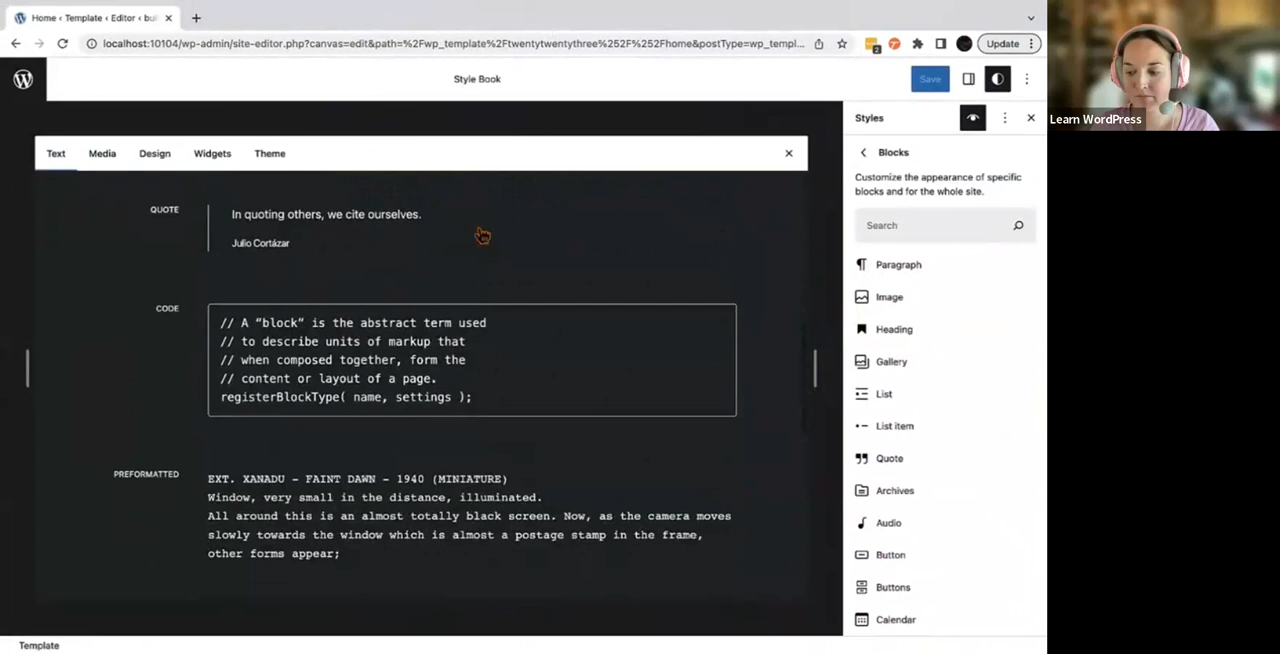 Home ‹ Template ‹ Editor ‹ bui
localhost:10104/wp-admin/site-editor.php?canvas=edit&path=%2Fwp_template%2Ftwentytwentythree%252F%252Fhome&postType=wp_templ...
2
Update
Style Book
Save
Learn WordPress
Styles
Text Media Design Widgets Theme
Blocks
Customize the appearance of specific
blocks and for the whole site.
Search
QUOTE
In quoting others, we cite ourselves.
Julio Cortázar
CODE
// A “block” is the abstract term used
// to describe units of markup that
// when composed together, form the
// content or layout of a page.
registerBlockType( name, settings );
PREFORMATTED
EXT. XANADU - FAINT DAWN - 1940 (MINIATURE)
Window, very small in the distance, illuminated.
All around this is an almost totally black screen. Now, as the camera moves
slowly towards the window which is almost a postage stamp in the frame,
other forms appear;
Paragraph
Image
Heading
Gallery
List
List item
Quote
Archives
Audio
Button
Buttons
Calendar
Template